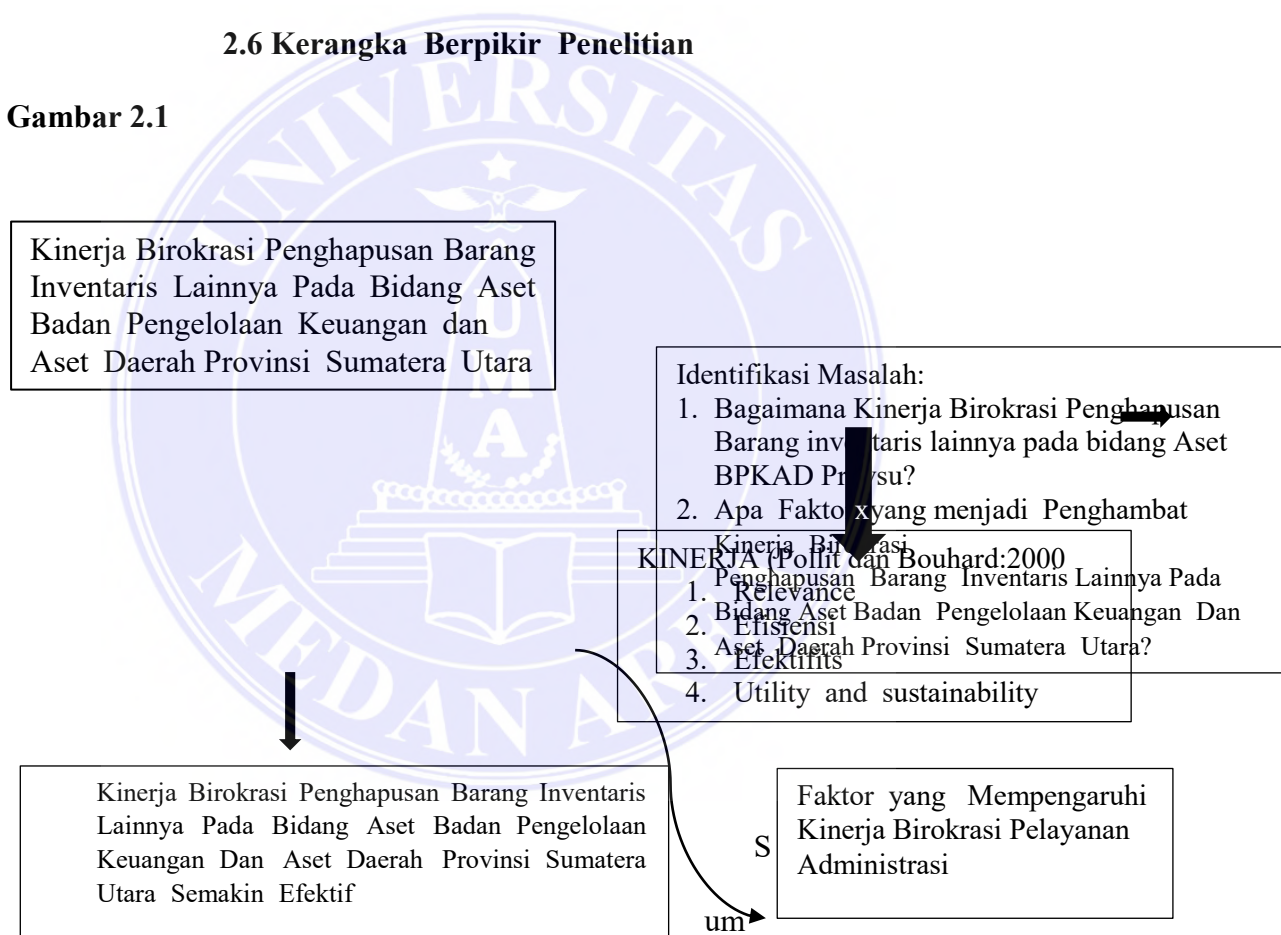 2.6 Kerangka Berpikir Penelitian
Gambar 2.1
Kinerja Birokrasi Penghapusan Barang
Inventaris Lainnya Pada Bidang Aset
Badan Pengelolaan Keuangan dan
Aset Daerah Provinsi Sumatera Utara
Identifikasi Masalah:
1. Bagaimana Kinerja Birokrasi Penghapusan
Barang inventaris lainnya pada bidang Aset
BPKAD
2. Apa yang menjadi Penghambat
x
Kinerja
Penghapusan Barang Inventaris Lainnya Pada
Bidang Aset Badan Pengelolaan Keuangan Dan
Aset Daerah Provinsi Sumatera Utara?
KINERJA (Pollit dan Bouhard:2000
1. Relevance
2. Efisiensi
3. Efektifits
4. Utility and sustainability
Kinerja Birokrasi Penghapusan Barang Inventaris
Lainnya Pada Bidang Aset Badan Pengelolaan
Keuangan Dan Aset Daerah Provinsi Sumatera
Utara Semakin Efektif
S
um
Faktor yang Mempengaruhi
Kinerja Birokrasi Pelayanan
Administrasi
UNIVERSITAS
MEDAN ARE
UMA